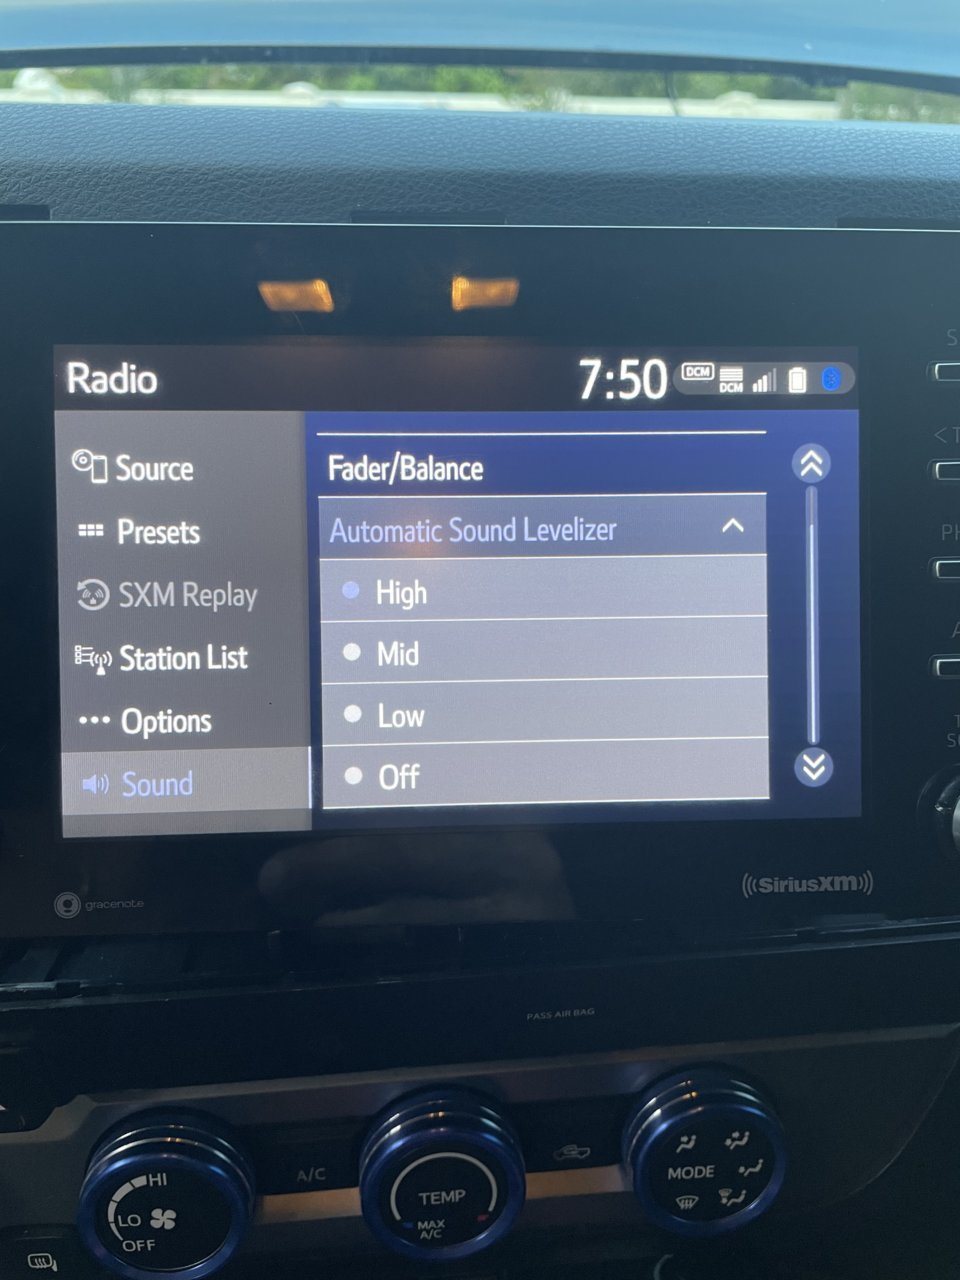 Radio
7:50
DCM
DCM
Source
Presets
SXM Replay
Station List
Options
Sound
Fader/Balance
Automatic Sound Levelizer
High
Mid
Low
Off
gracenote
((SiriusXM))
PASS AIR BAG
HI
LO
OFF
A/C
TEMP
MAX
A/C
MODE